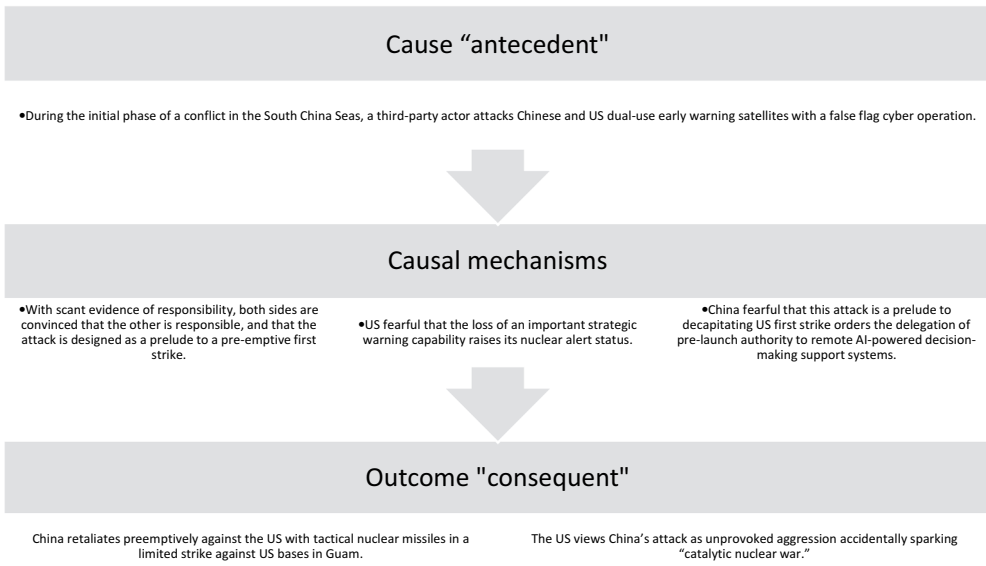 Cause “antecedent"
•During the initial phase of a conflict in the South China Seas, a third-party actor attacks Chinese and US dual-use early warning satellites with a false flag cyber operation.
Causal mechanisms
•With scant evidence of responsibility, both sides are
convinced that the other is responsible, and that the
attack is designed as a prelude to a pre-emptive first
strike.
•US fearful that the loss of an important strategic
warning capability raises its nuclear alert status.
•China fearful that this attack is a prelude to
decapitating US first strike orders the delegation of
pre-launch authority to remote AI-powered decision-
making support systems.
Outcome "consequent"
China retaliates preemptively against the US with tactical nuclear missiles in a
limited strike against US bases in Guam.
The US views China’s attack as unprovoked aggression accidentally sparking
“catalytic nuclear war.”